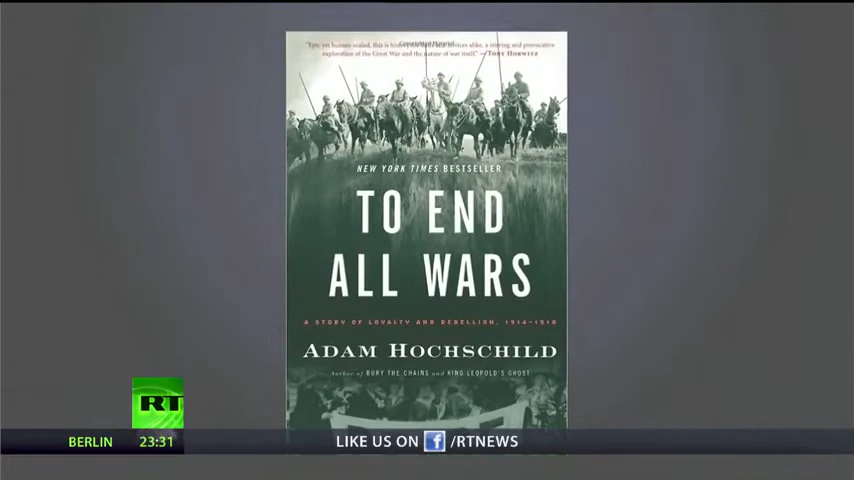 "Epic yet human-scaled, this is history for
alike, a stirring and provocative
exploration of the Great War and the nature of war itself." —TONY HORWITZ
NEW YORK TIMES BESTSELLER
TO END
ALL WARS
A STORY OF LOYALTY AND REBELLION, 1914–1918
ADAM HOCHSCHILD
Author of BURY THE CHAINS and KING LEOPOLD'S GHOST
RT
BERLIN 23:31 LIKE US ON f /RTNEWS